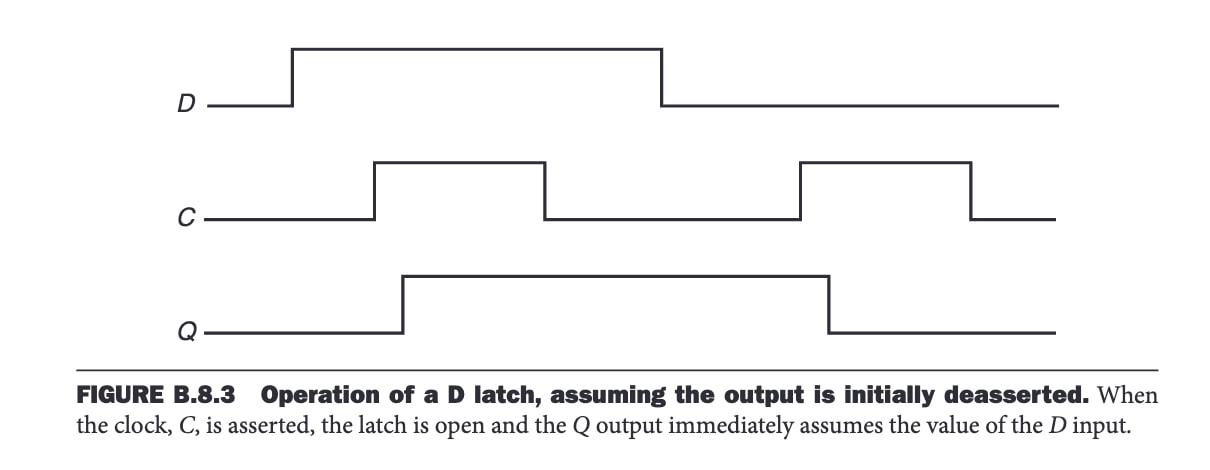 D
C
Q
FIGURE B.8.3 Operation of a D latch, assuming the output is initially deasserted. When
the clock, C, is asserted, the latch is open and the Q output immediately assumes the value of the D input.